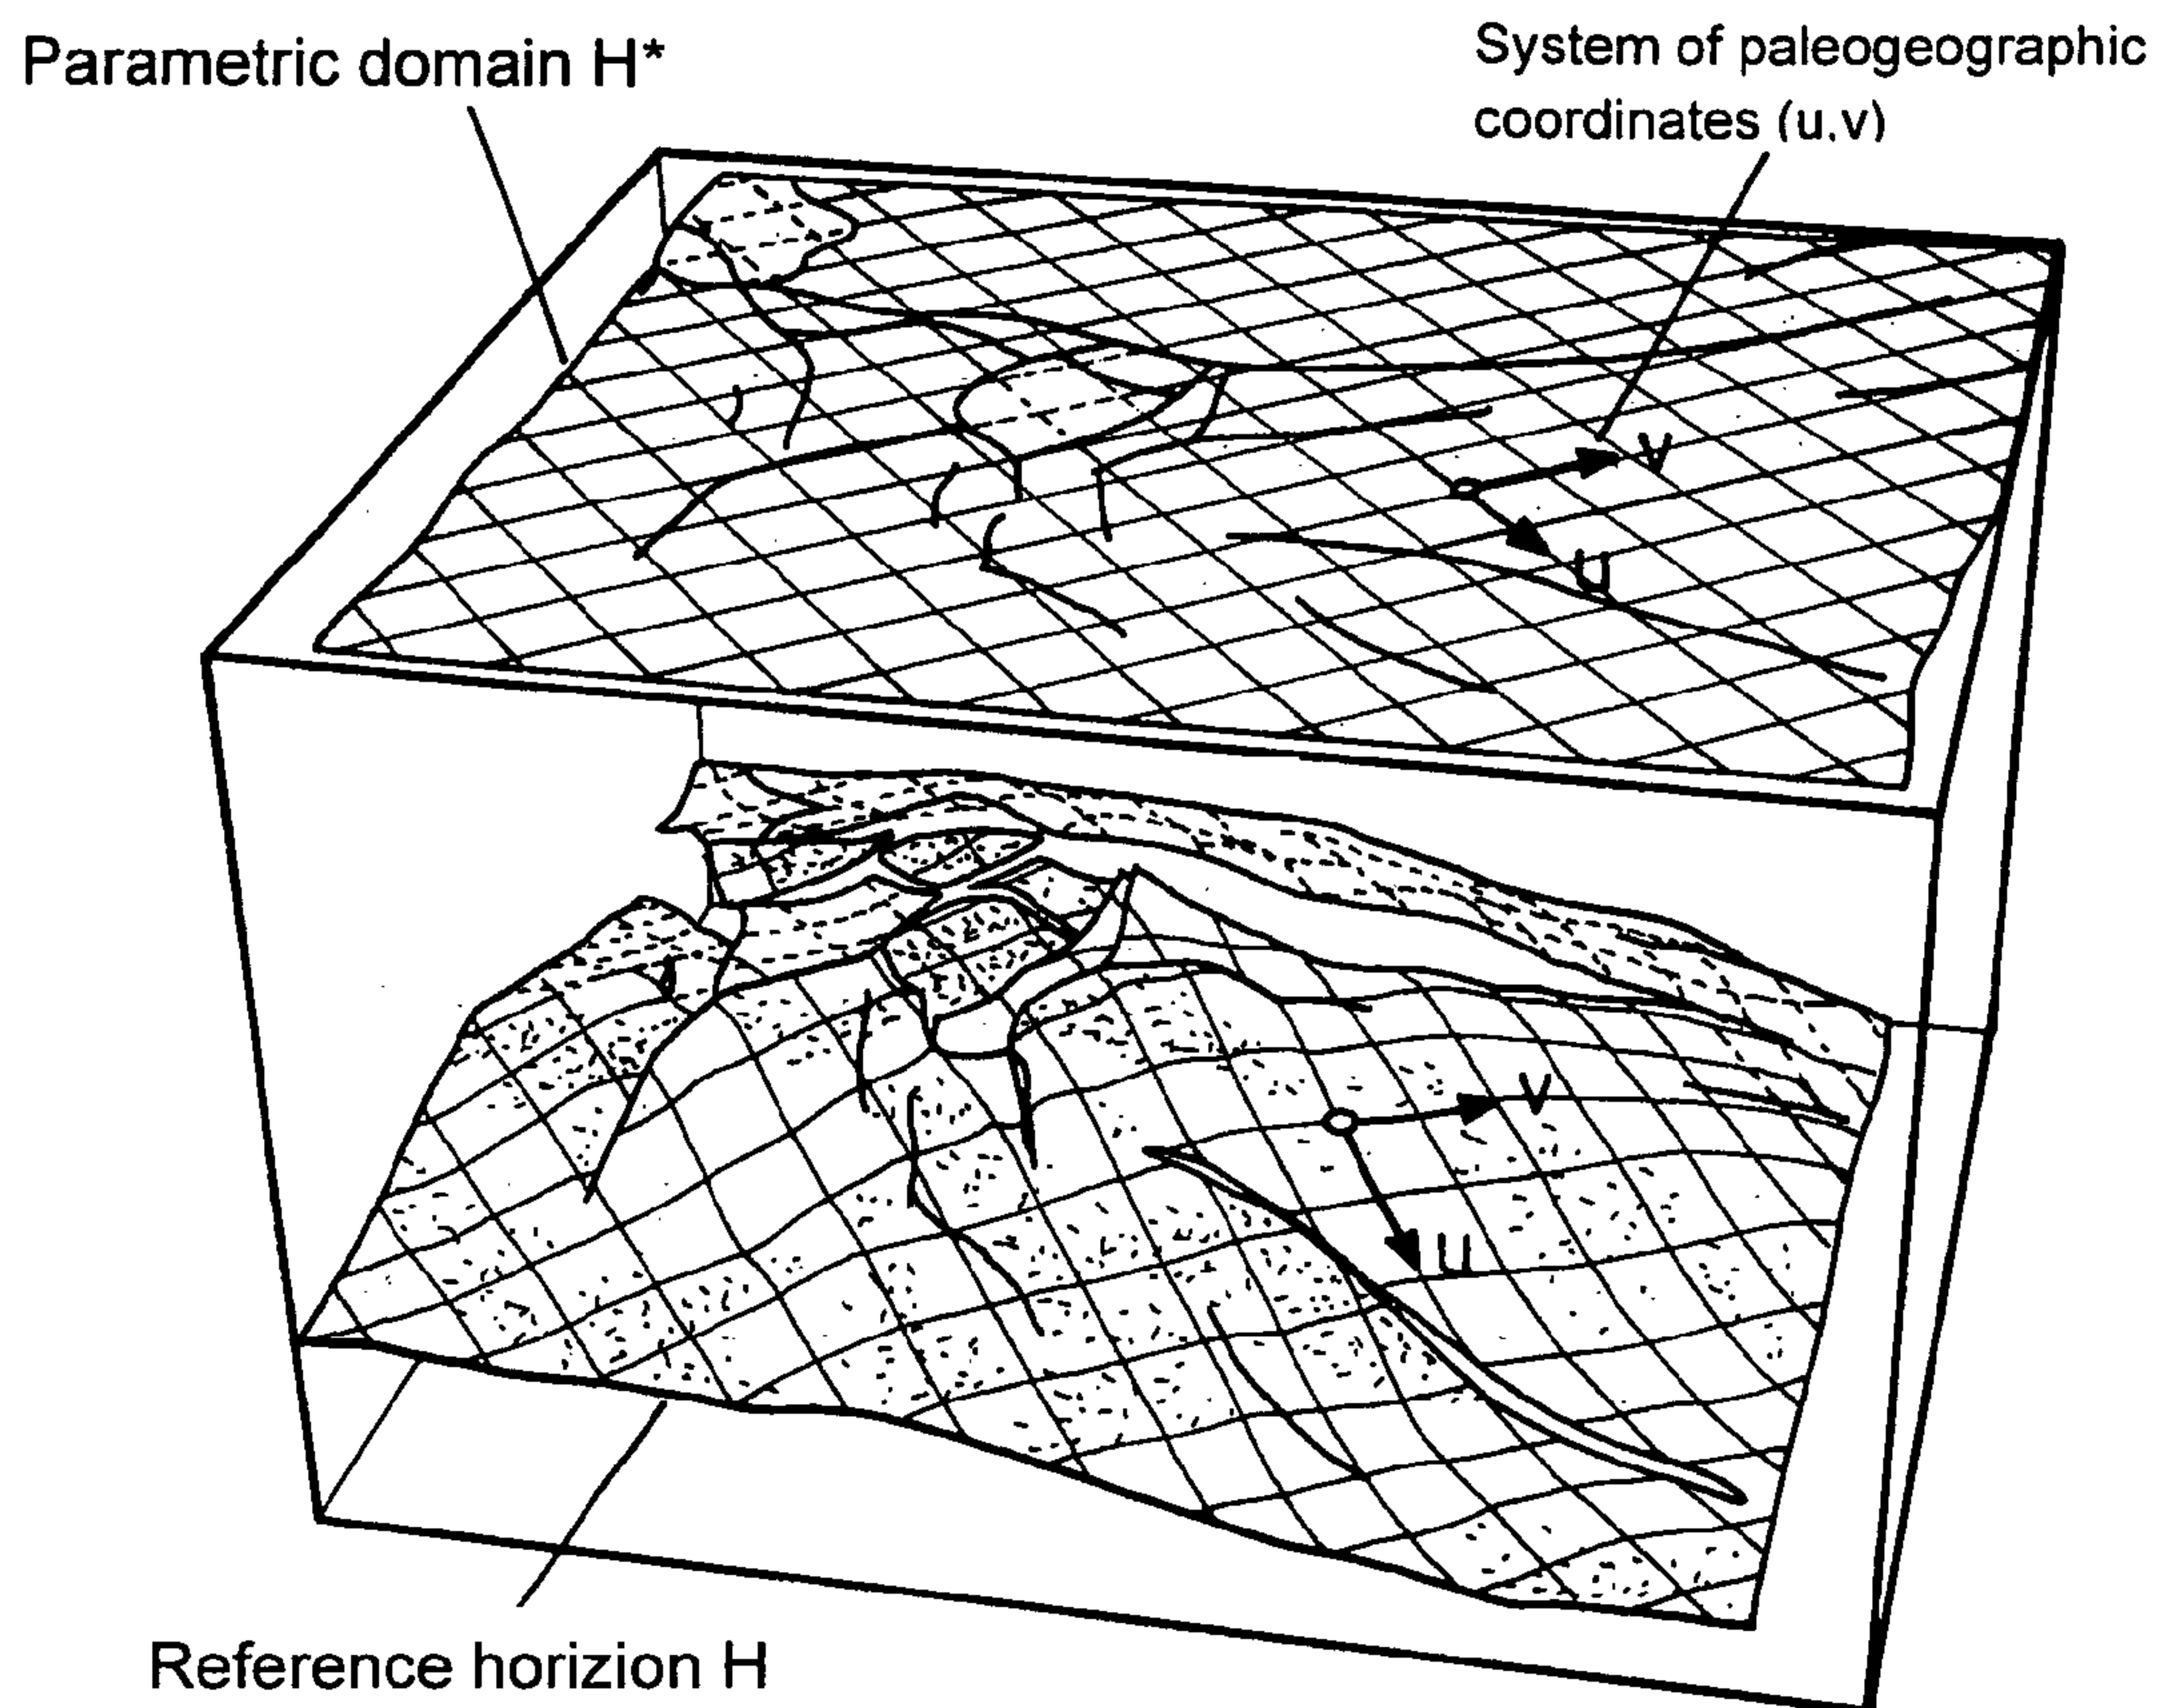 Parametric domain H*
System of paleogeographic
coordinates (u,v)
v
u
v
u
Reference horizion H